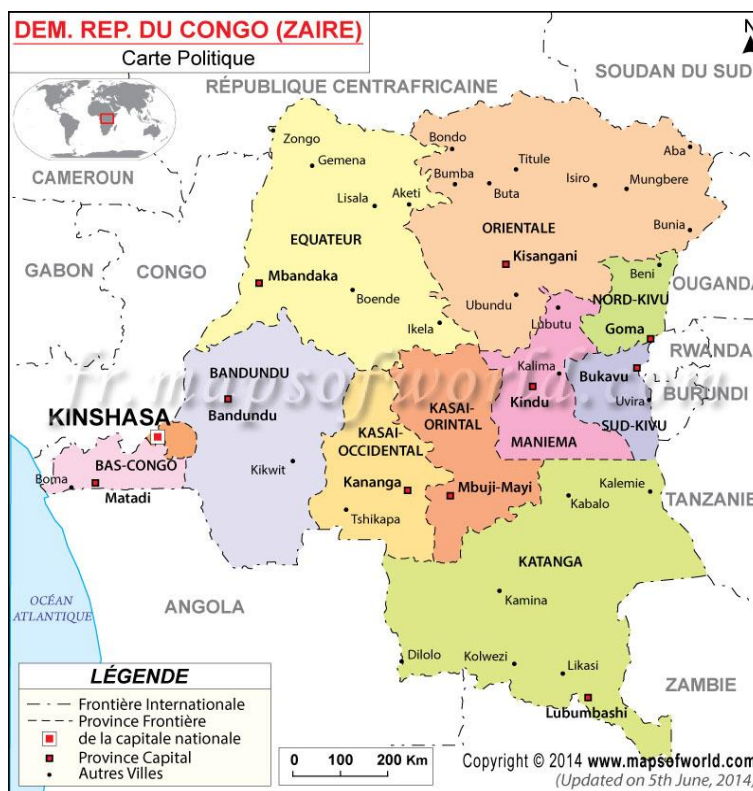 DEM. REP. DU CONGO (ZAIRE)
Carte Politique
N
SOUDAN DU SUD
RÉPUBLIQUE CENTRAFRICAINE
CAMEROUN
Zongo
Gemena
Bondo
Titule
Aba
Bumba
Buta
Isiro
Mungbere
Lisala
Aketi
Bunia
EQUATEUR
ORIENTALE
Kisangani
GABON
CONGO
Mbandaka
Beni
OUGANDA
Boende
Ubundu
NORD-KIVU
Lubutu
Goma
Ikela
RWANDA
BANDUNDU
Kalima
Bukavu
fr.mapsofworld.com
Bandundu
KASAI-
ORINTAL
Kindu
Uvira
BURUNDI
KINSHASA
KASAI-
OCCIDENTAL
MANIEMA
SUD-KIVU
BAS-CONGO
Kikwit
Boma
Matadi
Kananga
Mbuji-Mayi
Kalemie
Kabalo
TANZANIE
Tshikapa
KATANGA
OCÉAN
ATLANTIQUE
ANGOLA
Kamina
Dilolo
Kolwezi
Likasi
ZAMBIE
Lubumbashi
LÉGENDE
Frontière Internationale
Province Frontière
de la capitale nationale
Province Capital
Autres Villes
0 100 200 Km
Copyright © 2014 www.mapsofworld.com
(Updated on 5th June, 2014)